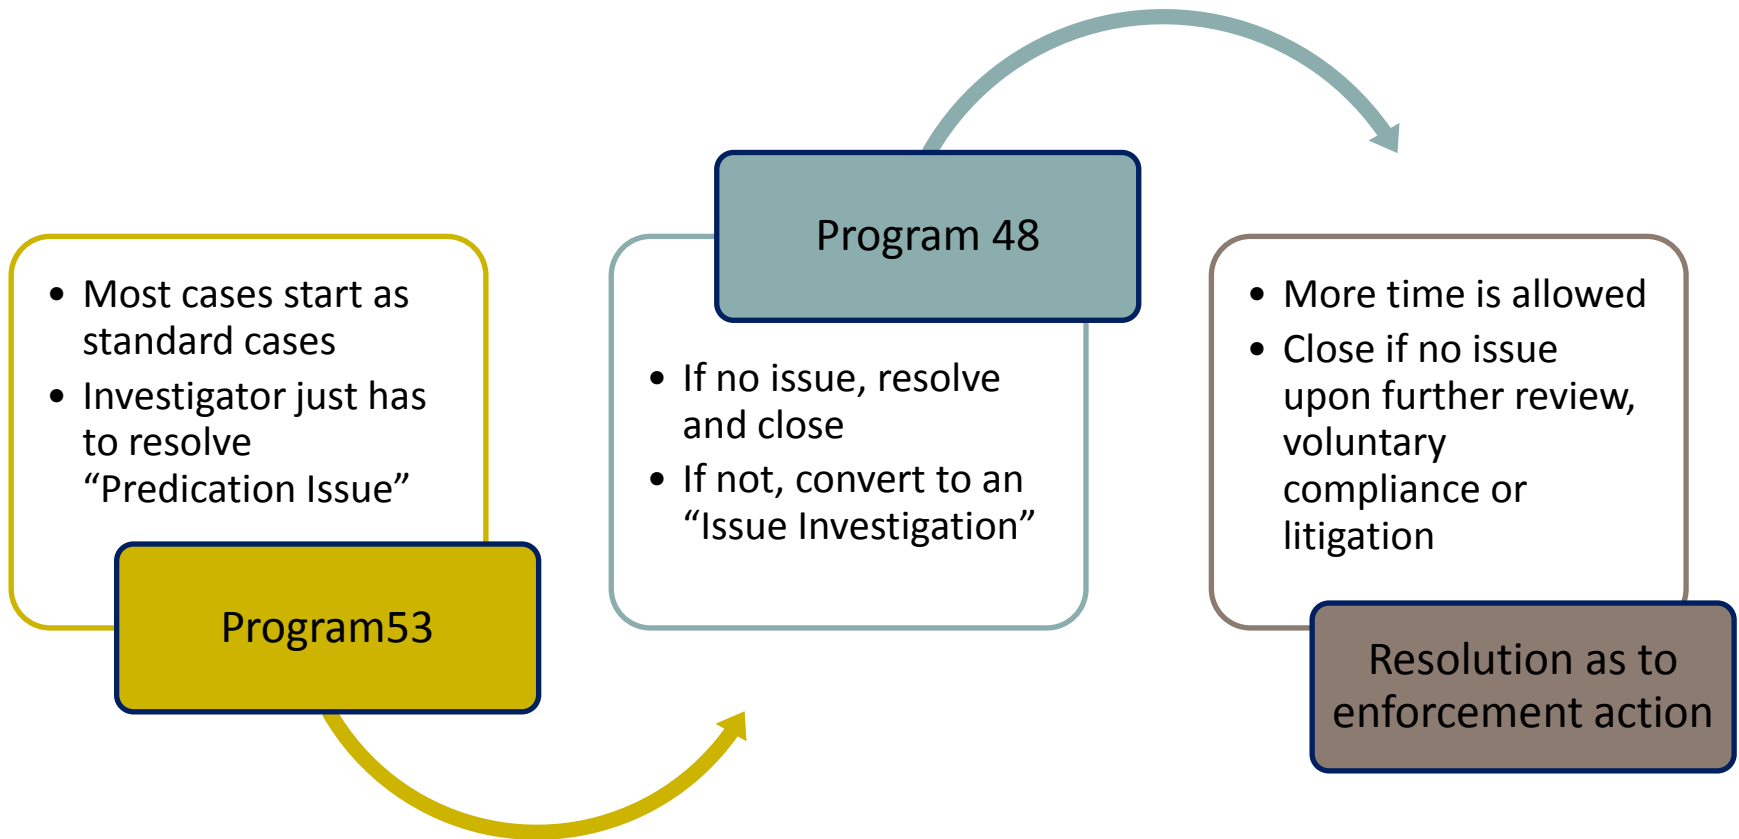 • Most cases start as
standard cases
• Investigator just has
to resolve
“Predication Issue”
Program53
Program 48
• If no issue, resolve
and close
• If not, convert to an
“Issue Investigation”
• More time is allowed
• Close if no issue
upon further review,
voluntary
compliance or
litigation
Resolution as to
enforcement action